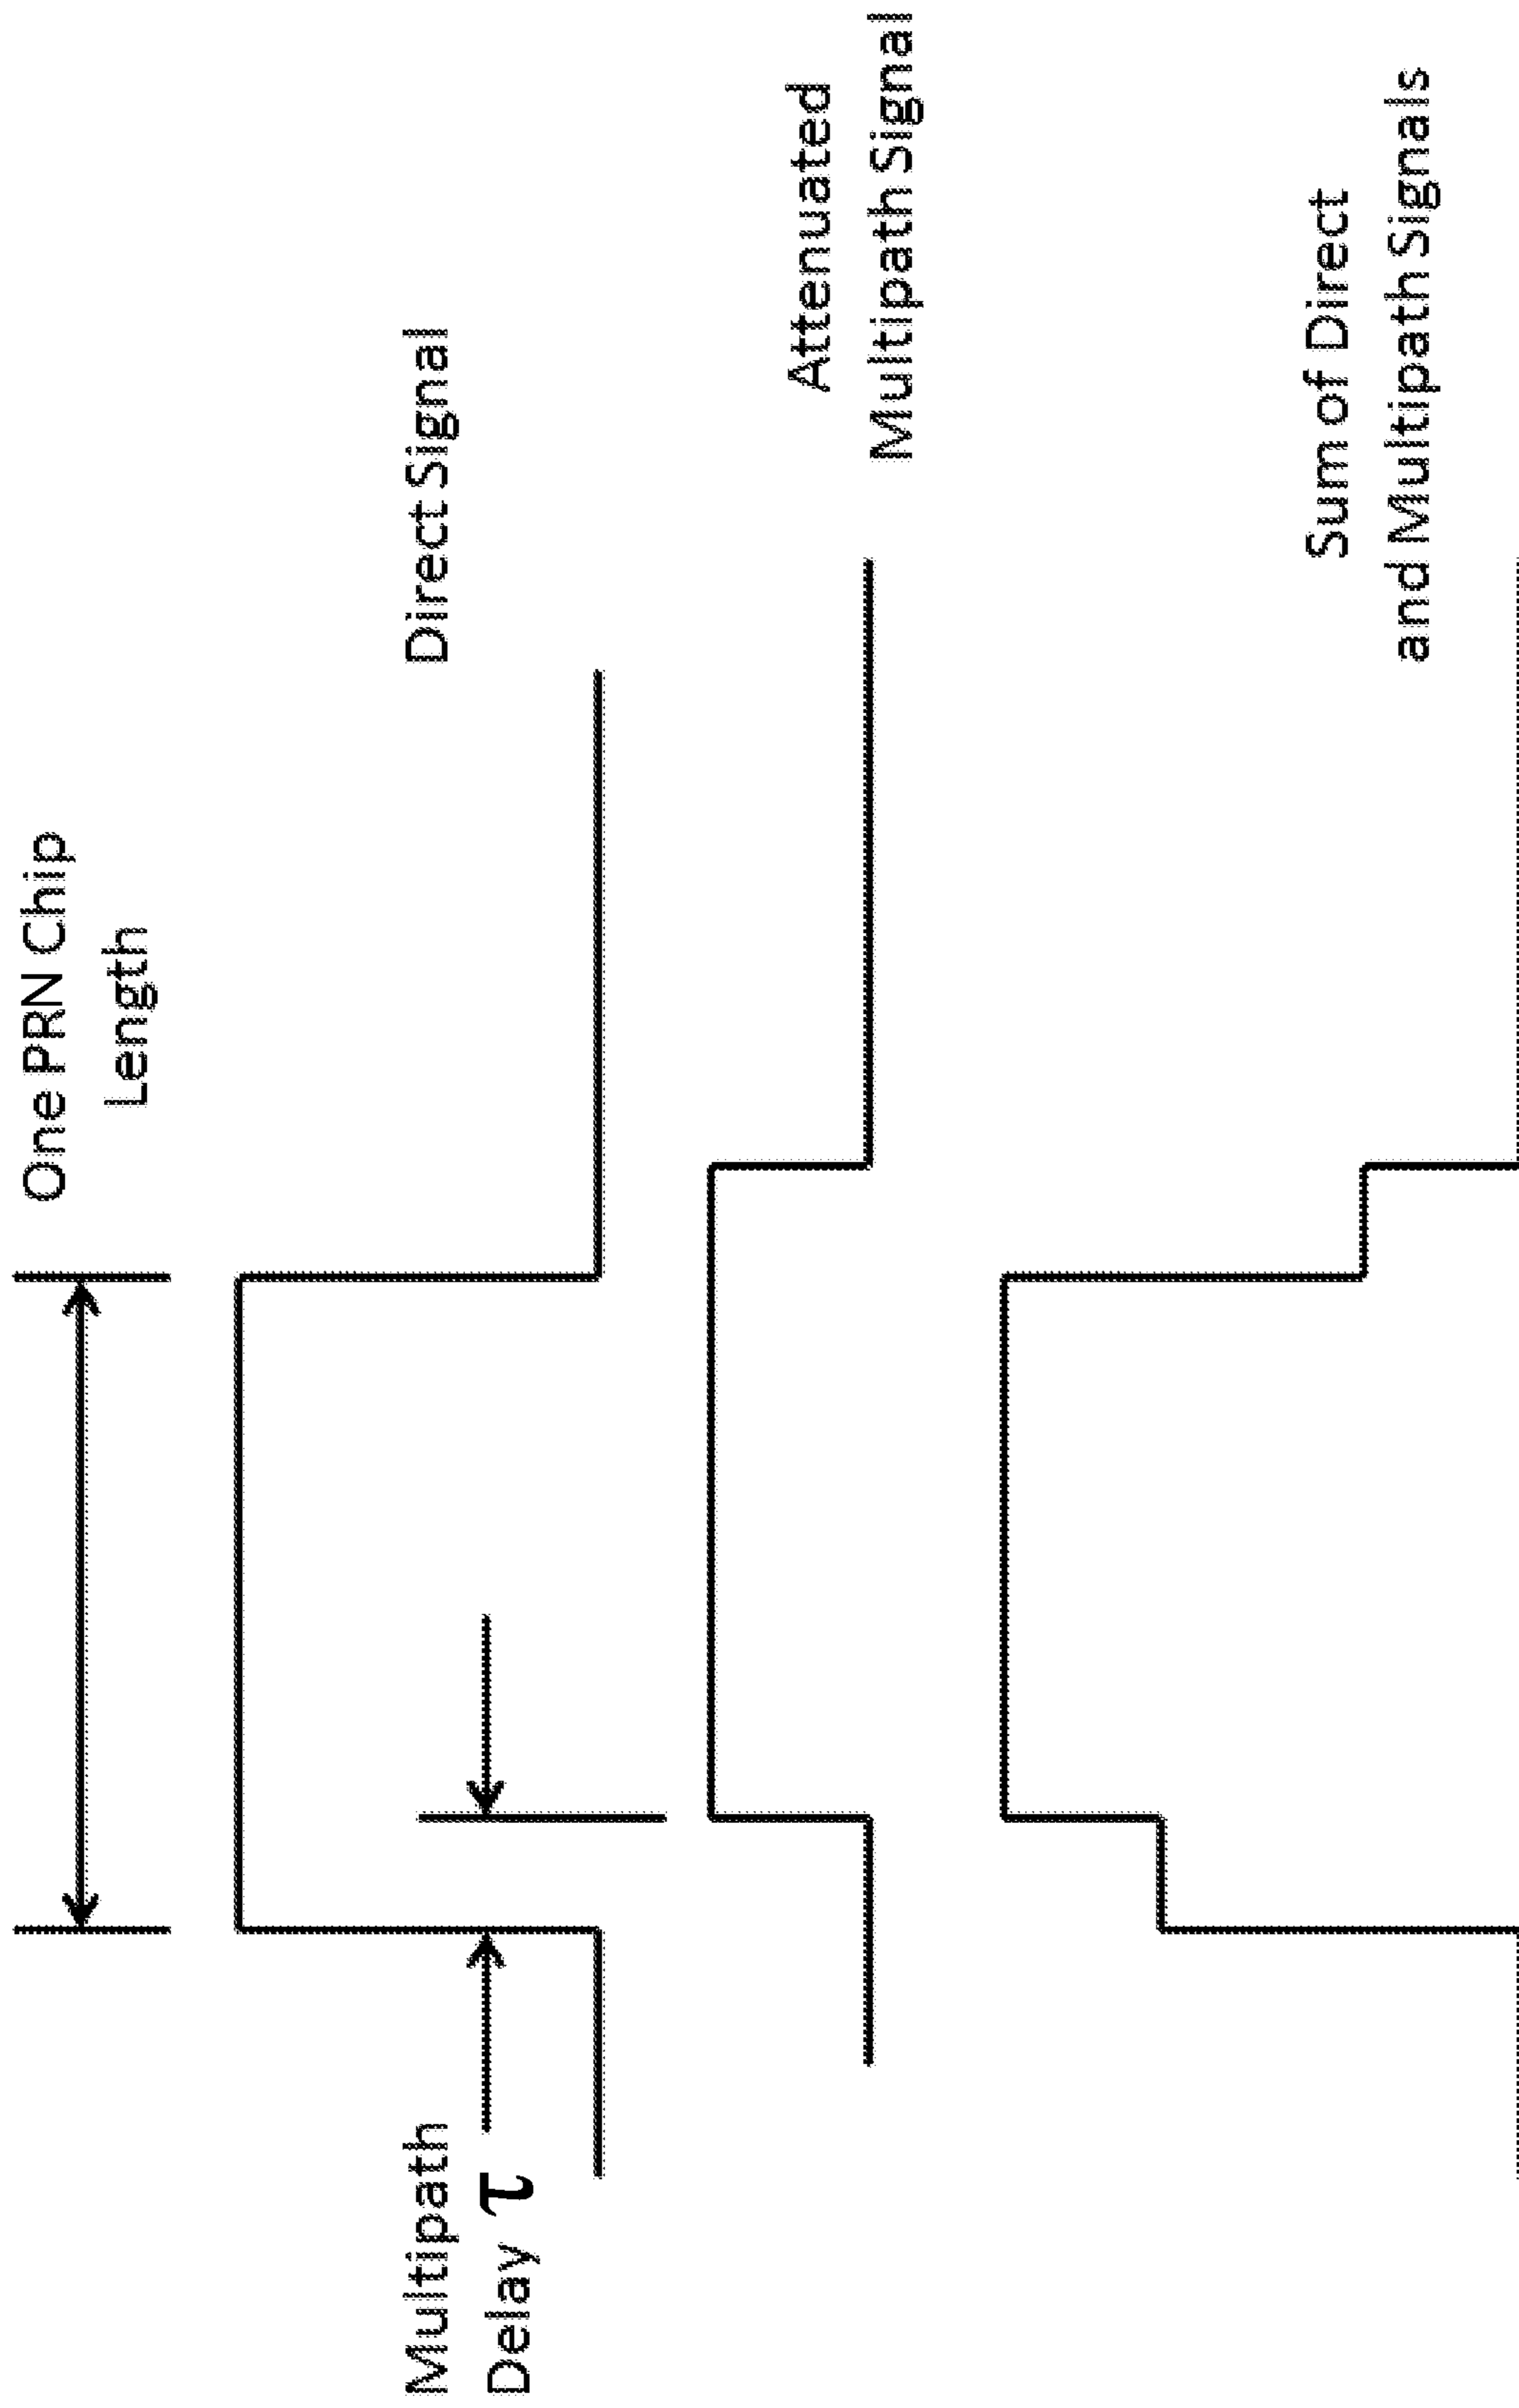 One PRN Chip
Length
Multipath
Delay τ
Direct Signal
Attenuated
Multipath Signal
Sum of Direct
and Multipath Signals